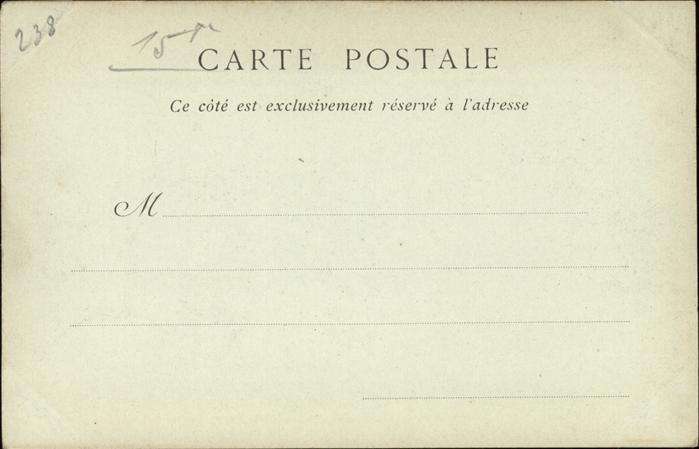 238
15
CARTE POSTALE
Ce côté est exclusivement réservé à l'adresse
M